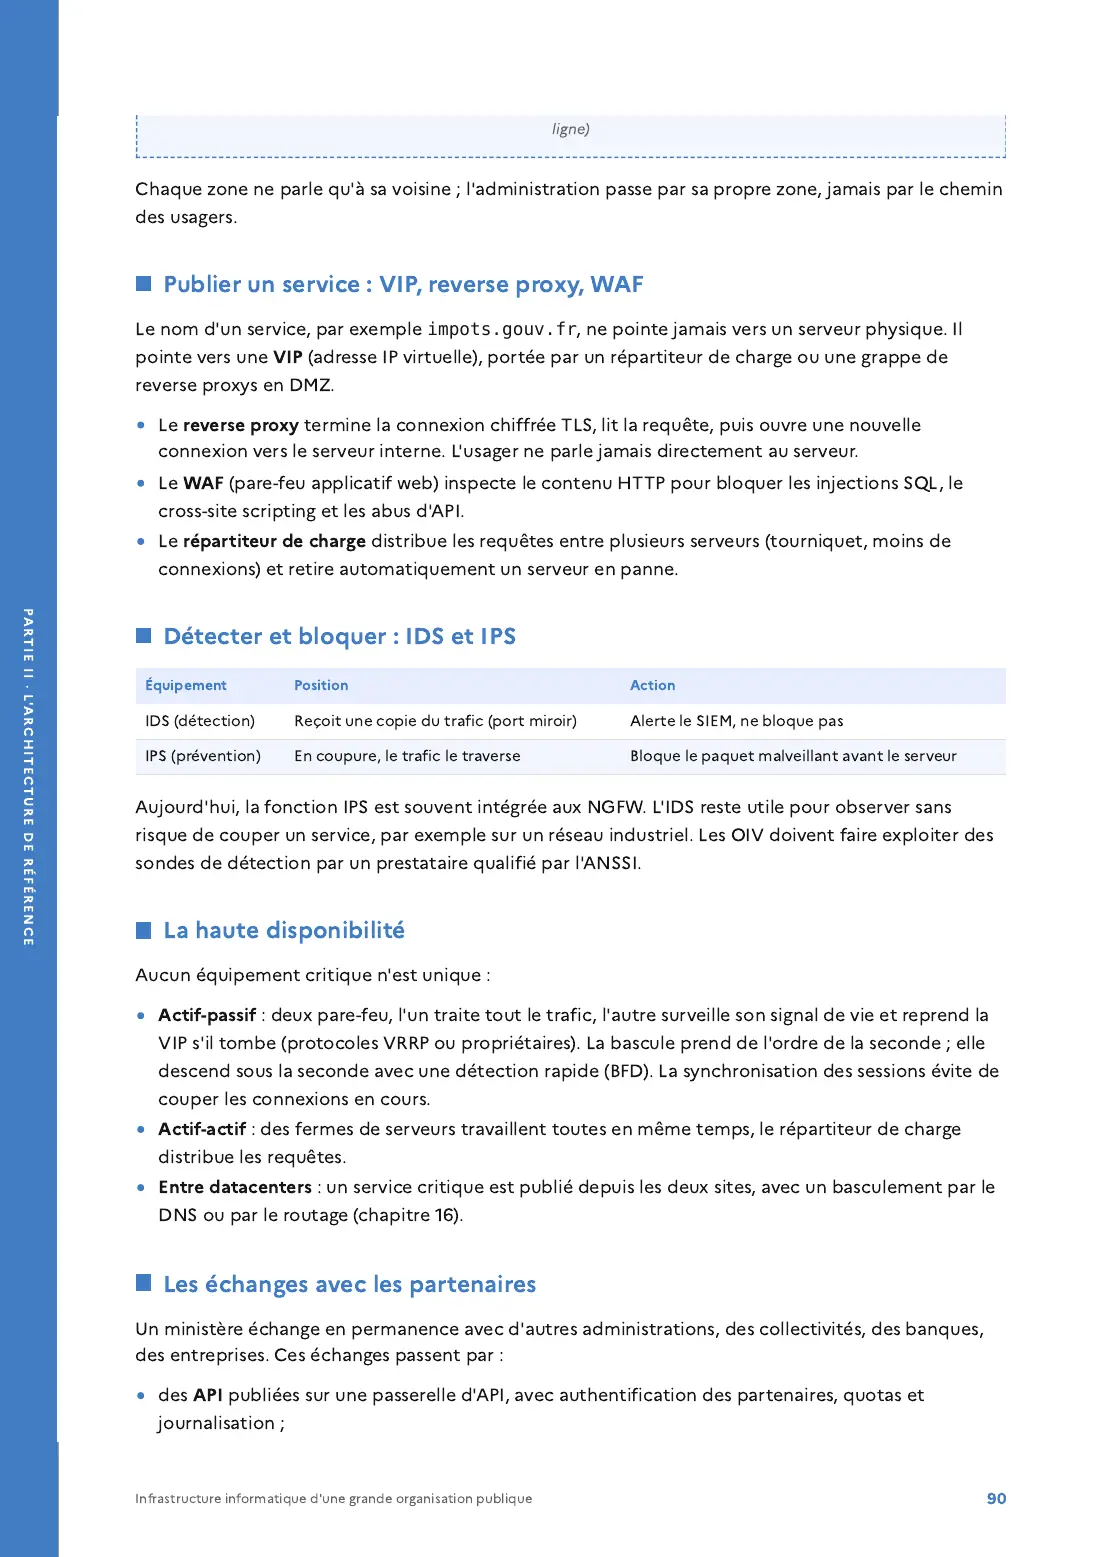 ligne)
Chaque zone ne parle qu'à sa voisine ; l'administration passe par sa propre zone, jamais par le chemin
des usagers.
Publier un service : VIP, reverse proxy, WAF
Le nom d'un service, par exemple impots.gouv.fr, ne pointe jamais vers un serveur physique. Il
pointe vers une VIP (adresse IP virtuelle), portée par un répartiteur de charge ou une grappe de
reverse proxys en DMZ.
• Le reverse proxy termine la connexion chiffrée TLS, lit la requête, puis ouvre une nouvelle
connexion vers le serveur interne. L'usager ne parle jamais directement au serveur.
• Le WAF (pare-feu applicatif web) inspecte le contenu HTTP pour bloquer les injections SQL, le
cross-site scripting et les abus d'API.
• Le répartiteur de charge distribue les requêtes entre plusieurs serveurs (tourniquet, moins de
connexions) et retire automatiquement un serveur en panne.
Détecter et bloquer : IDS et IPS
Équipement Position Action
IDS (détection) Reçoit une copie du trafic (port miroir) Alerte le SIEM, ne bloque pas
IPS (prévention) En coupure, le trafic le traverse Bloque le paquet malveillant avant le serveur
Aujourd'hui, la fonction IPS est souvent intégrée aux NGFW. L'IDS reste utile pour observer sans
risque de couper un service, par exemple sur un réseau industriel. Les OIV doivent faire exploiter des
sondes de détection par un prestataire qualifié par l'ANSSI.
La haute disponibilité
Aucun équipement critique n'est unique :
• Actif-passif : deux pare-feu, l'un traite tout le trafic, l'autre surveille son signal de vie et reprend la
VIP s'il tombe (protocoles VRRP ou propriétaires). La bascule prend de l'ordre de la seconde ; elle
descend sous la seconde avec une détection rapide (BFD). La synchronisation des sessions évite de
couper les connexions en cours.
• Actif-actif : des fermes de serveurs travaillent toutes en même temps, le répartiteur de charge
distribue les requêtes.
• Entre datacenters : un service critique est publié depuis les deux sites, avec un basculement par le
DNS ou par le routage (chapitre 16).
Les échanges avec les partenaires
Un ministère échange en permanence avec d'autres administrations, des collectivités, des banques,
des entreprises. Ces échanges passent par :
• des API publiées sur une passerelle d'API, avec authentification des partenaires, quotas et
journalisation ;
Infrastructure informatique d'une grande organisation publique 90
PARTIE II · L'ARCHITECTURE DE RÉFÉRENCE